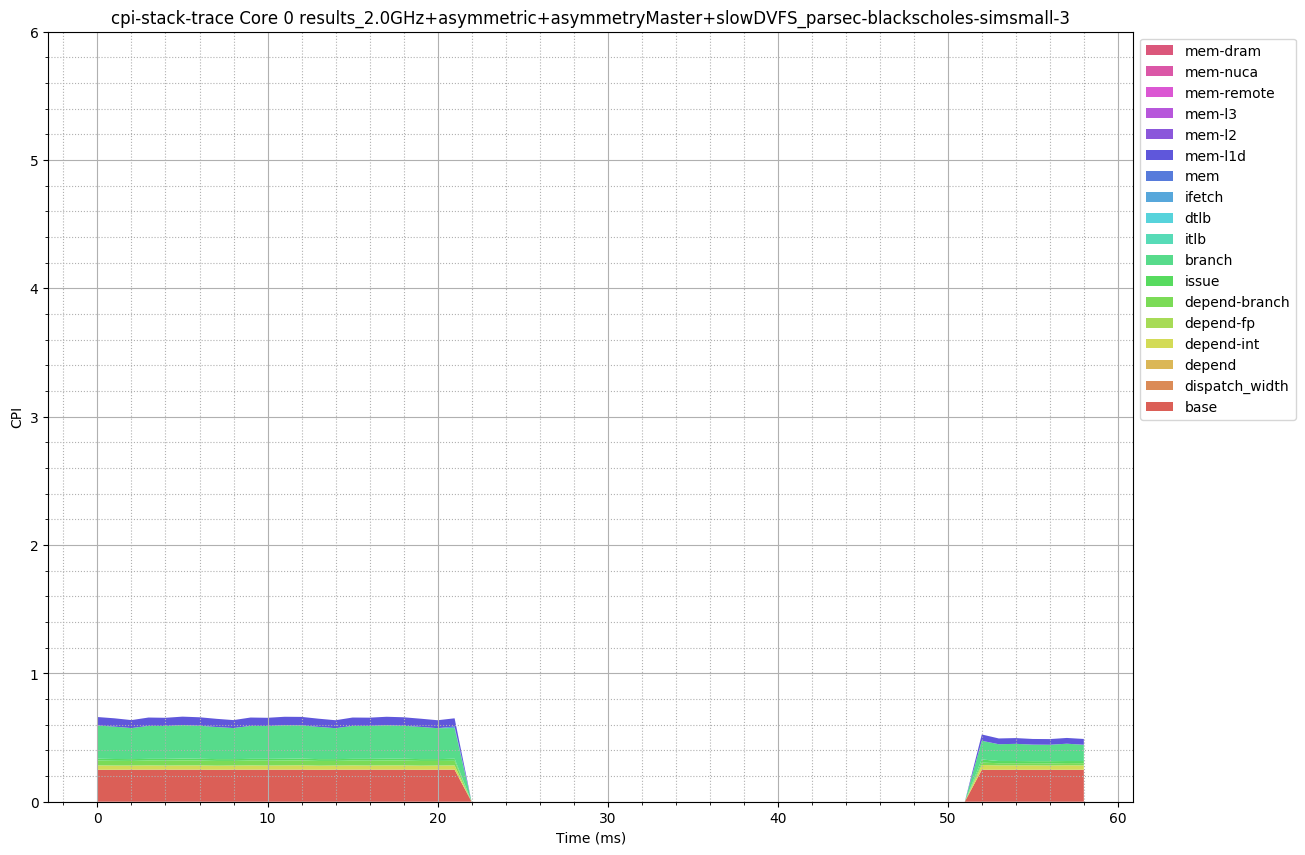 cpi-stack-trace Core 0 results_2.0GHz+asymmetric+asymmetryMaster+slowDVFS_parsec-blackscholes-simsmall-3
6
5
4
3
2
1
0
CPI
0
10
20
30
40
50
60
Time (ms)
mem-dram
mem-nuca
mem-remote
mem-l3
mem-l2
mem-l1d
mem
ifetch
dtlb
itlb
branch
issue
depend-branch
depend-fp
depend-int
depend
dispatch_width
base